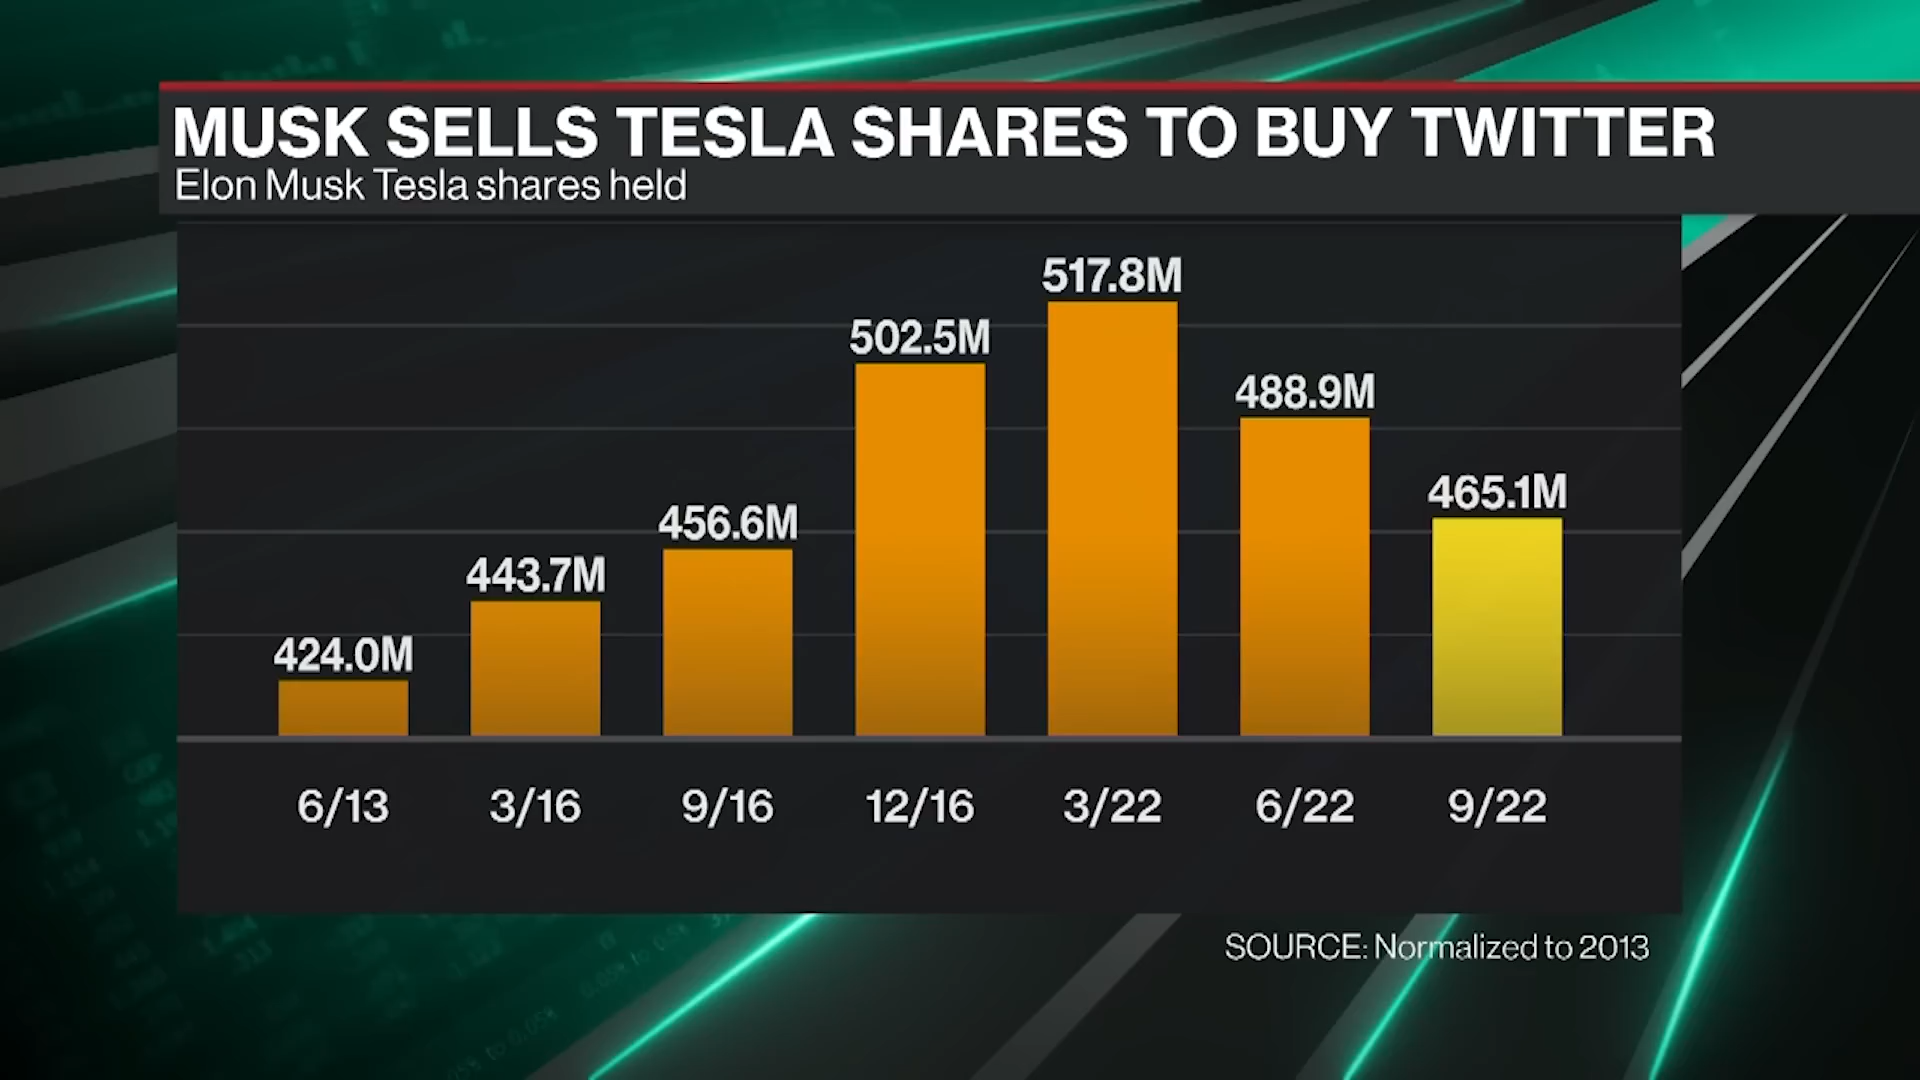 MUSK SELLS TESLA SHARES TO BUY TWITTER
Elon Musk Tesla shares held
424.0M
443.7M
456.6M
502.5M
517.8M
488.9M
465.1M
6/13
3/16
9/16
12/16
3/22
6/22
9/22
SOURCE: Normalized to 2013